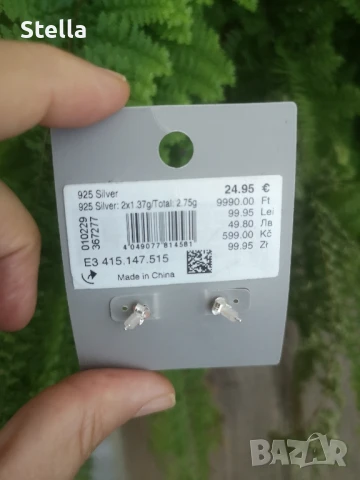 Stella
925 Silver
925 Silver: 2x1.37g/Total: 2.75g
010229
367277
4 049077 814581
E3 415.147.515
Made in China
24.95 €
9990.00 Ft
99.95 Lei
49.80 Лв
599.00 Kč
99.95 Zł
BAZAR